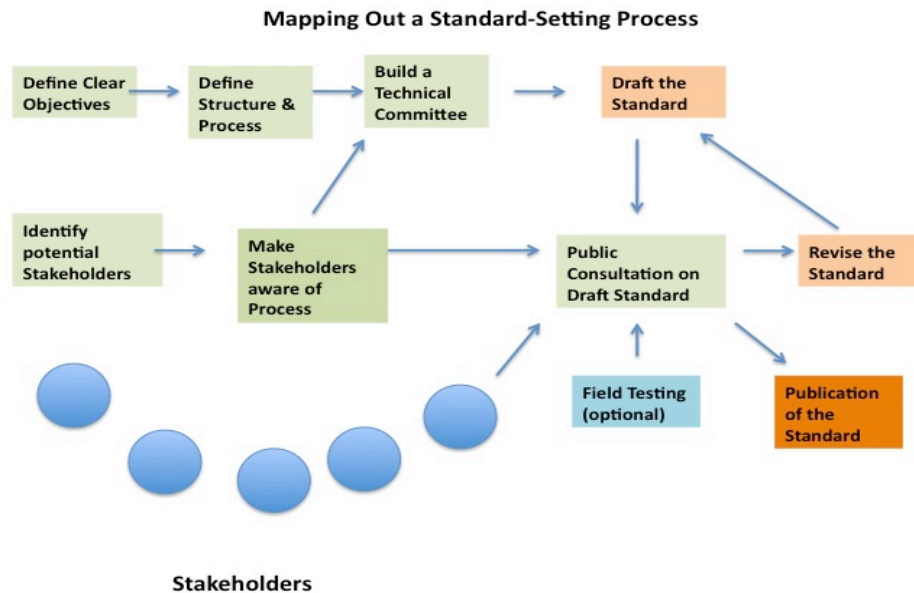 Mapping Out a Standard-Setting Process
Define Clear
Objectives
Define
Structure &
Process
Build a
Technical
Committee
Draft the
Standard
Identify
potential
Stakeholders
Make
Stakeholders
aware of
Process
Public
Consultation on
Draft Standard
Revise the
Standard
Field Testing
(optional)
Publication
of the
Standard
Stakeholders